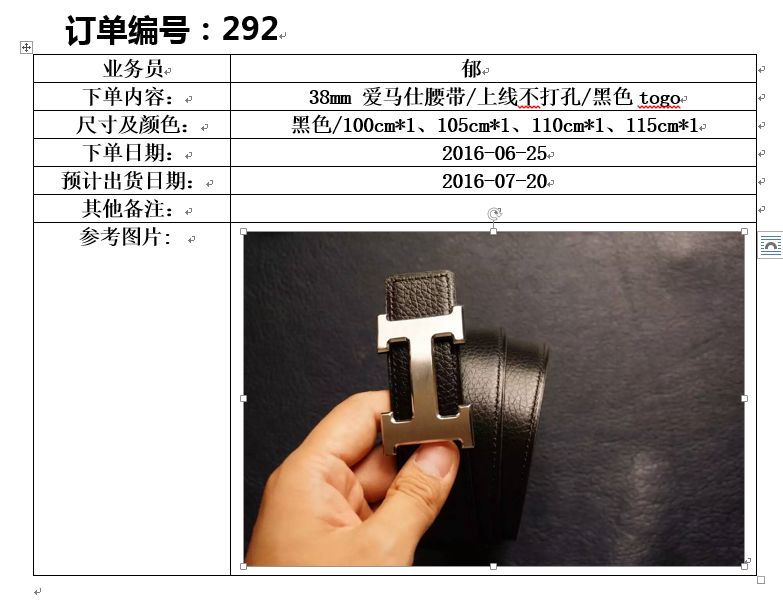 订单编号：292
业务员 郁
下单内容： 38mm 爱马仕腰带/上线不打孔/黑色 togo
尺寸及颜色： 黑色/100cm*1、105cm*1、110cm*1、115cm*1
下单日期： 2016-06-25
预计出货日期： 2016-07-20
其他备注：
参考图片: